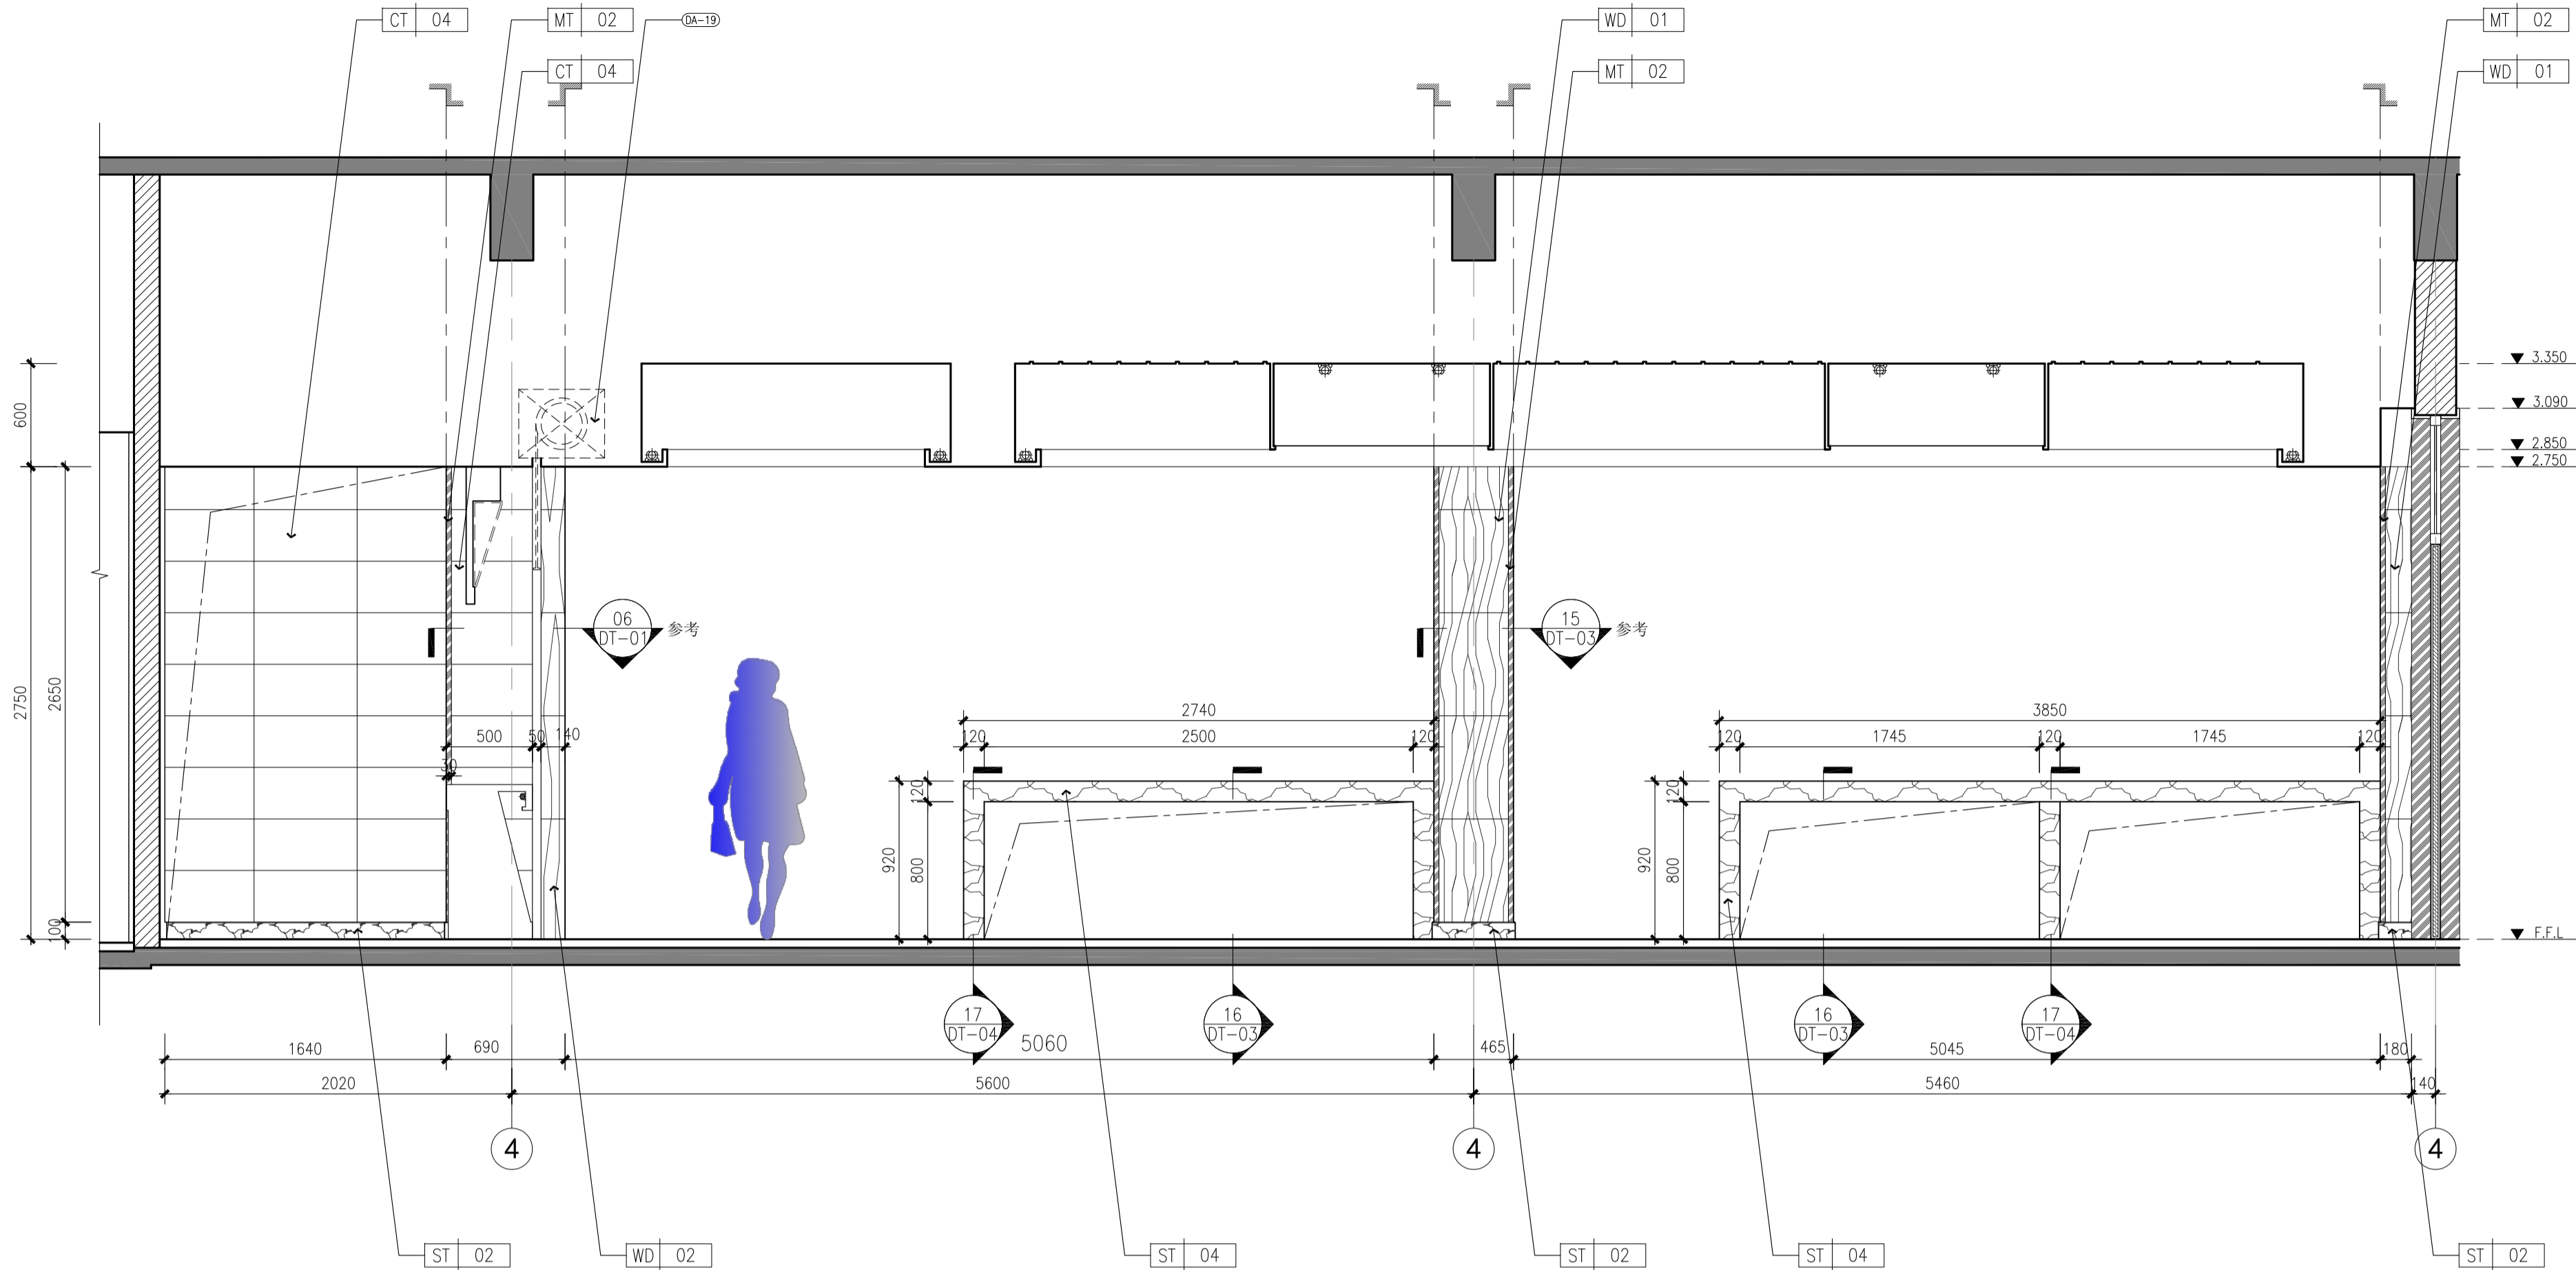 CT 04
MT 02
DA-19
WD 01
MT 02
CT 04
MT 02
WD 01
3.350
3.090
2.850
2.750
600
2750
2650
100
06
DT-01
参考
15
DT-03
参考
500
50
140
30
2740
120
2500
120
3850
120
1745
120
1745
120
920
120
800
920
120
800
F.F.L
17
DT-04
16
DT-03
16
DT-03
17
DT-04
1640
690
5060
465
5045
180
2020
5600
5460
140
4
4
4
ST 02
WD 02
ST 04
ST 02
ST 04
ST 02